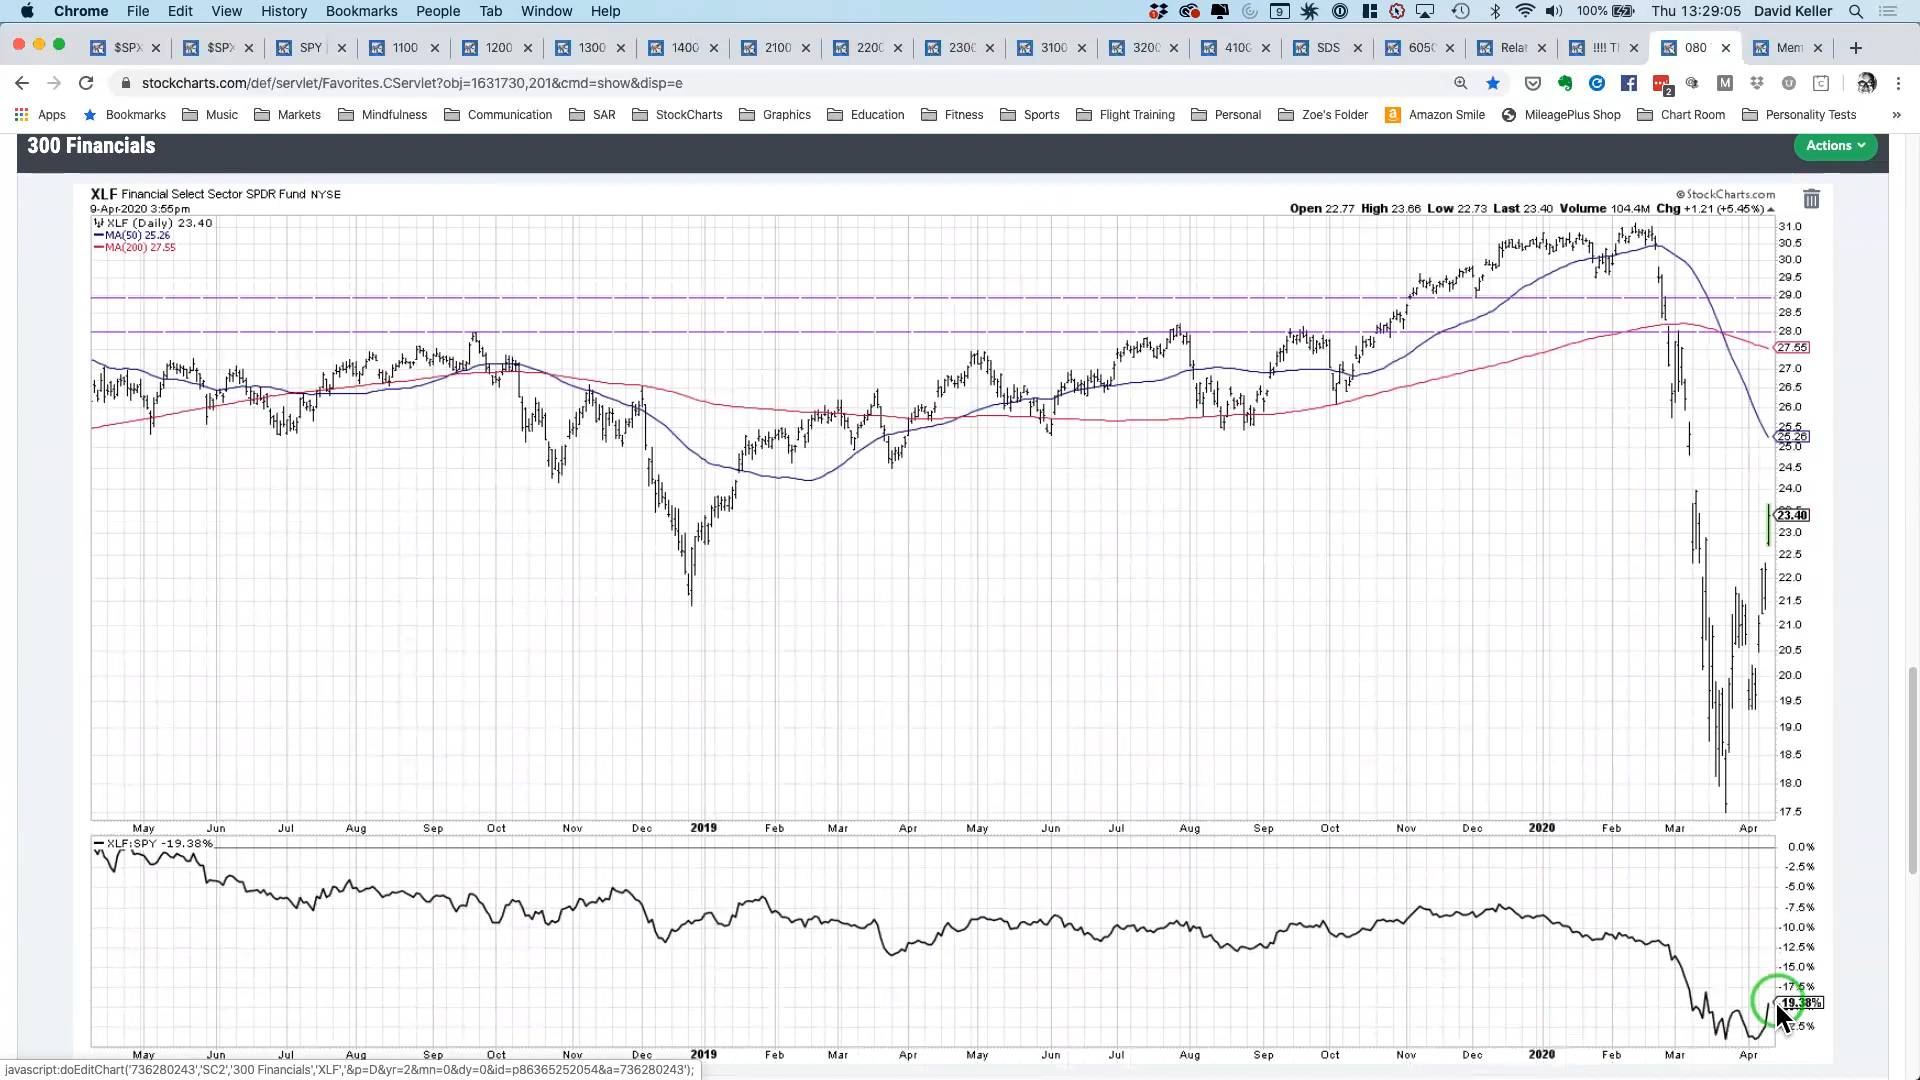 Chrome File Edit View History Bookmarks People Tab Window Help 9 100% Thu 13:29:05 David Keller
$SPX $SPX SPY 1100 1200 1300 1400 2100 2200 2300 3100 3200 4100 SDS 6050 Relat !!!! Tl 080 Mem
stockcharts.com/def/servlet/Favorites.CServlet?obj=1631730,201&cmd=show&disp=e
Apps Bookmarks Music Markets Mindfulness Communication SAR StockCharts Graphics Education Fitness Sports Flight Training Personal Zoe's Folder Amazon Smile MileagePlus Shop Chart Room Personality Tests »
300 Financials
Actions
XLF Financial Select Sector SPDR Fund NYSE
© StockCharts.com
9-Apr-2020 3:55pm
Open 22.77 High 23.66 Low 22.73 Last 23.40 Volume 104.4M Chg +1.21 (+5.45%)
XLF (Daily) 23.40
MA(50) 25.26
MA(200) 27.55
31.0
30.5
30.0
29.5
29.0
28.5
28.0
27.55
27.0
26.5
26.0
25.5
25.26
25.0
24.5
24.0
23.40
23.0
22.5
22.0
21.5
21.0
20.5
20.0
19.5
19.0
18.5
18.0
17.5
May Jun Jul Aug Sep Oct Nov Dec 2019 Feb Mar Apr May Jun Jul Aug Sep Oct Nov Dec 2020 Feb Mar Apr
XLF:SPY -19.38%
0.0%
-2.5%
-5.0%
-7.5%
-10.0%
-12.5%
-15.0%
-17.5%
-19.38%
May Jun Jul Aug Sep Oct Nov Dec 2019 Feb Mar Apr May Jun Jul Aug Sep Oct Nov Dec 2020 Feb Mar Apr
javascript:doEditChart('736280243','SC2','300 Financials','XLF','&p=D&yr=2&mn=0&dy=0&id=p86365252054&a=736280243');